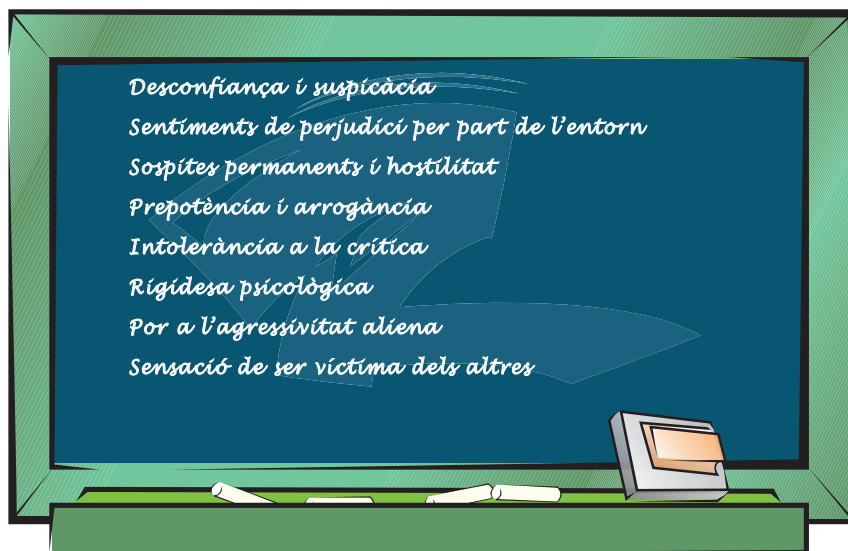 Desconfiança i suspicàcia
Sentiments de perjudici per part de l’entorn
Sospites permanents i hostilitat
Prepotència i arrogància
Intolerància a la crítica
Rigidesa psicològica
Por a l’agressivitat aliena
Sensació de ser víctima dels altres